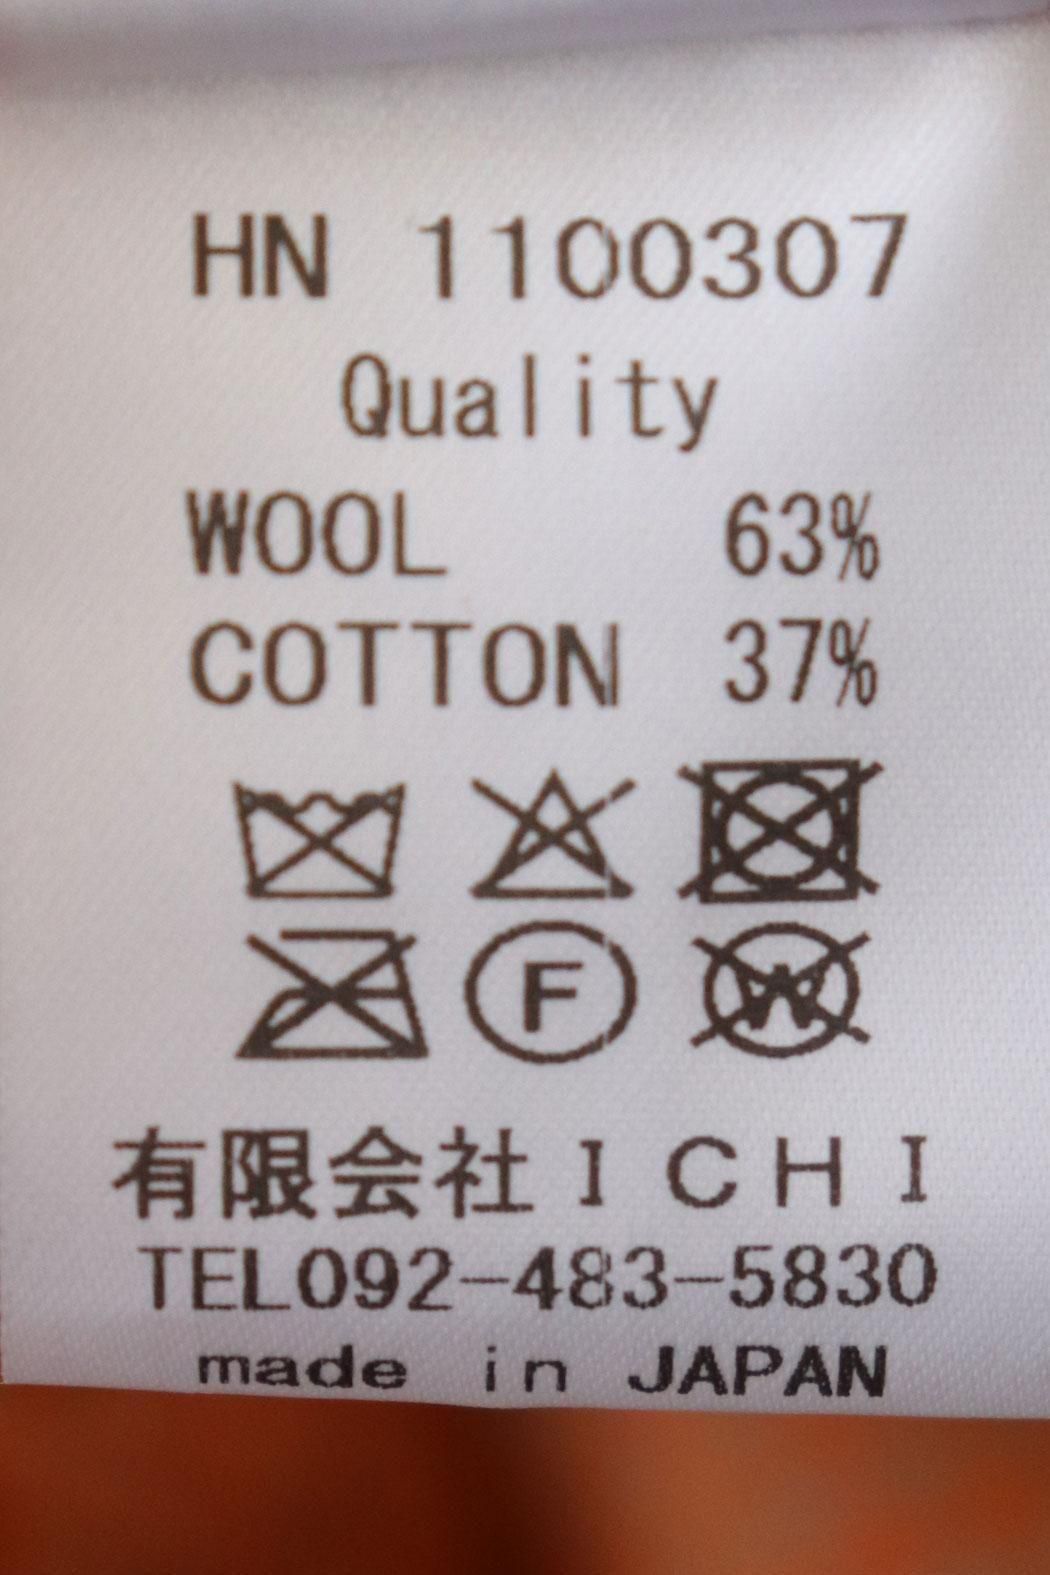 HN 1100307
Quality
WOOL 63%
COTTON 37%
F W
有限会社ICHI
TEL092-483-5830
made in JAPAN